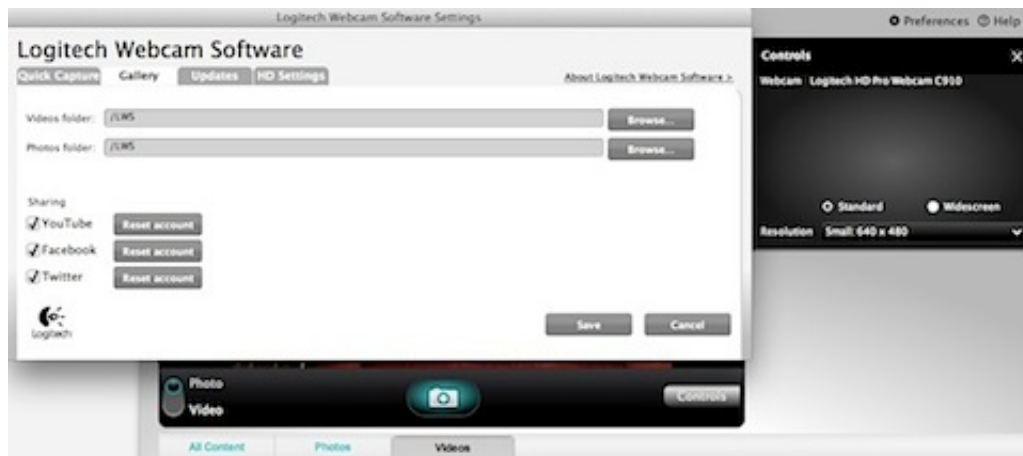 Logitech Webcam Software Settings
Preferences Help
Logitech Webcam Software
Quick Capture Gallery Updates HD Settings
About Logitech Webcam Software >
Videos folder: /LWS Browse...
Photos folder: /LWS Browse...
Sharing
YouTube Reset account
Facebook Reset account
Twitter Reset account
Logitech
Save Cancel
Controls X
Webcam Logitech HD Pro Webcam C910
Standard Widescreen
Resolution Small: 640 x 480
Photo
Video
Controls
All Content Photos Videos